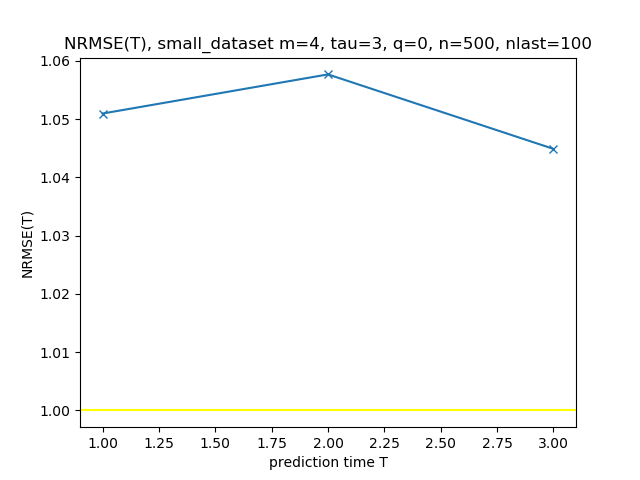 NRMSE(T), small_dataset m=4, tau=3, q=0, n=500, nlast=100
1.06
1.05
1.04
1.03
1.02
1.01
1.00
NRMSE(T)
1.00 1.25 1.50 1.75 2.00 2.25 2.50 2.75 3.00
prediction time T